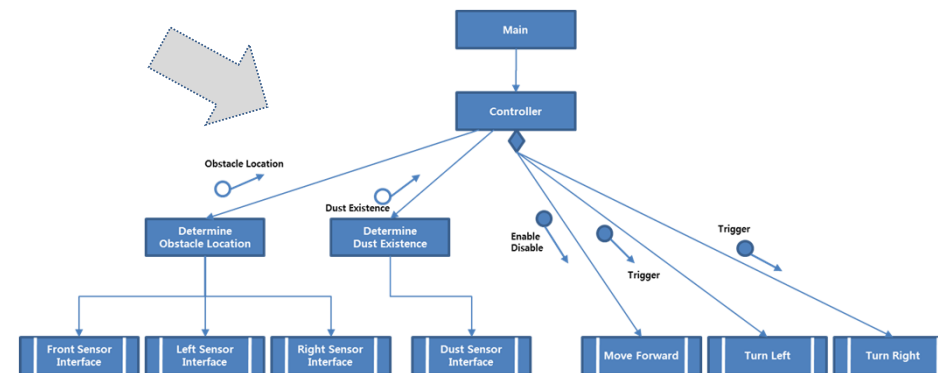 Main
Controller
Obstacle Location
Dust Existence
Determine
Obstacle Location
Determine
Dust Existence
Enable
Disable
Trigger
Trigger
Front Sensor
Interface
Left Sensor
Interface
Right Sensor
Interface
Dust Sensor
Interface
Move Forward
Turn Left
Turn Right